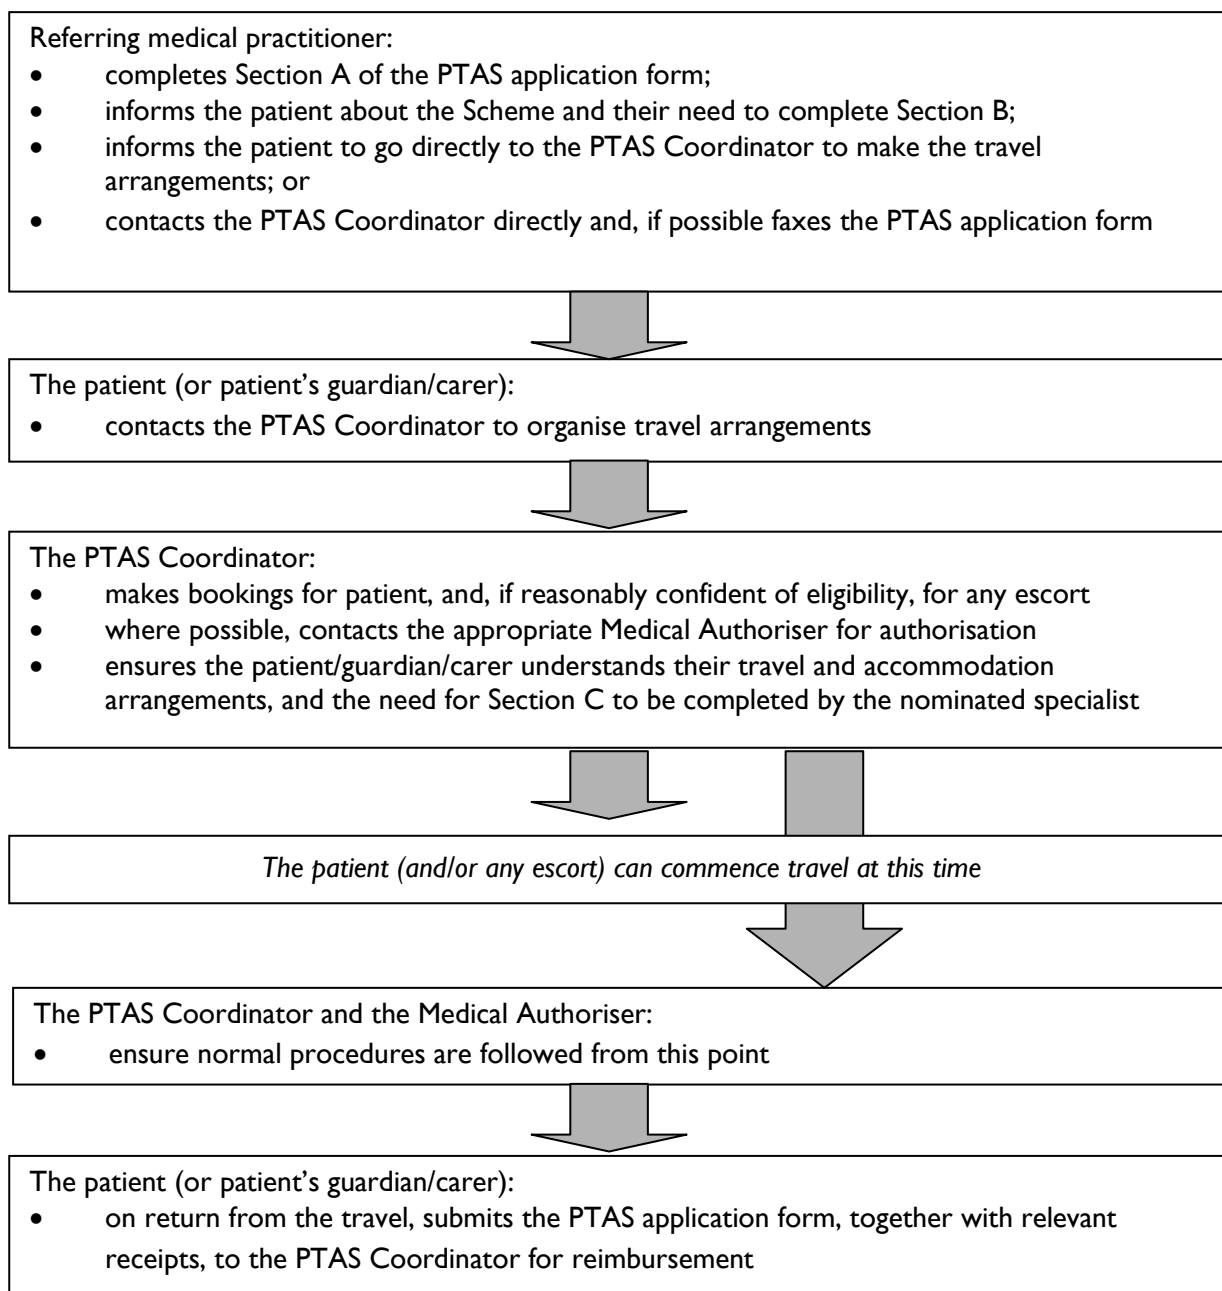 Referring medical practitioner:
• completes Section A of the PTAS application form;
• informs the patient about the Scheme and their need to complete Section B;
• informs the patient to go directly to the PTAS Coordinator to make the travel
arrangements; or
• contacts the PTAS Coordinator directly and, if possible faxes the PTAS application form
The patient (or patient’s guardian/carer):
• contacts the PTAS Coordinator to organise travel arrangements
The PTAS Coordinator:
• makes bookings for patient, and, if reasonably confident of eligibility, for any escort
• where possible, contacts the appropriate Medical Authoriser for authorisation
• ensures the patient/guardian/carer understands their travel and accommodation
arrangements, and the need for Section C to be completed by the nominated specialist
The patient (and/or any escort) can commence travel at this time
The PTAS Coordinator and the Medical Authoriser:
• ensure normal procedures are followed from this point
The patient (or patient’s guardian/carer):
• on return from the travel, submits the PTAS application form, together with relevant
receipts, to the PTAS Coordinator for reimbursement